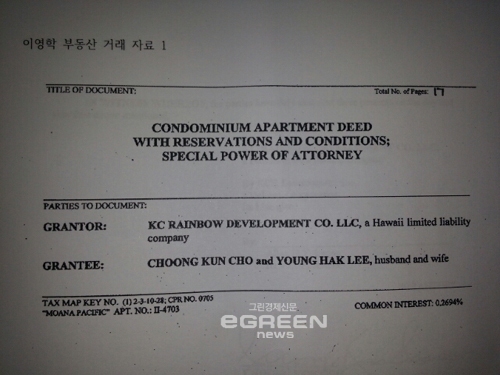 이영학 부동산 거래 자료 1
TITLE OF DOCUMENT: Total No. of Pages: 17
CONDOMINIUM APARTMENT DEED
WITH RESERVATIONS AND CONDITIONS;
SPECIAL POWER OF ATTORNEY
PARTIES TO DOCUMENT:
GRANTOR: KC RAINBOW DEVELOPMENT CO. LLC, a Hawaii limited liability
company
GRANTEE: CHOONG KUN CHO and YOUNG HAK LEE, husband and wife
TAX MAP KEY NO. (1) 2-3-10-28; CPR NO. 0705
"MOANA PACIFIC" APT. NO.: II-4703 COMMON INTEREST: 0.2694%
그린경제신문
eGREEN
news